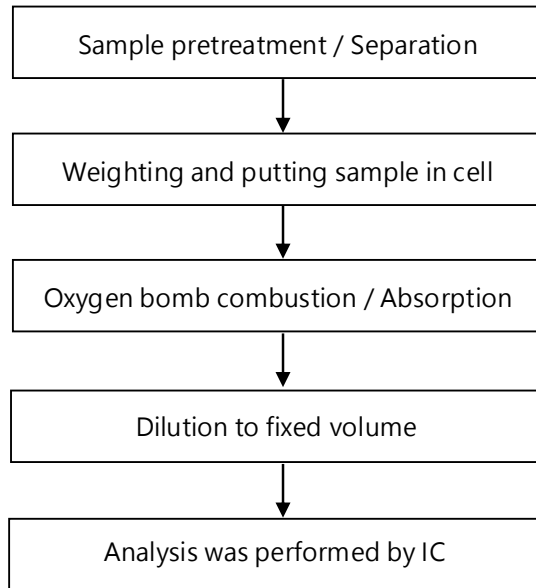 Sample pretreatment / Separation
Weighting and putting sample in cell
Oxygen bomb combustion / Absorption
Dilution to fixed volume
Analysis was performed by IC